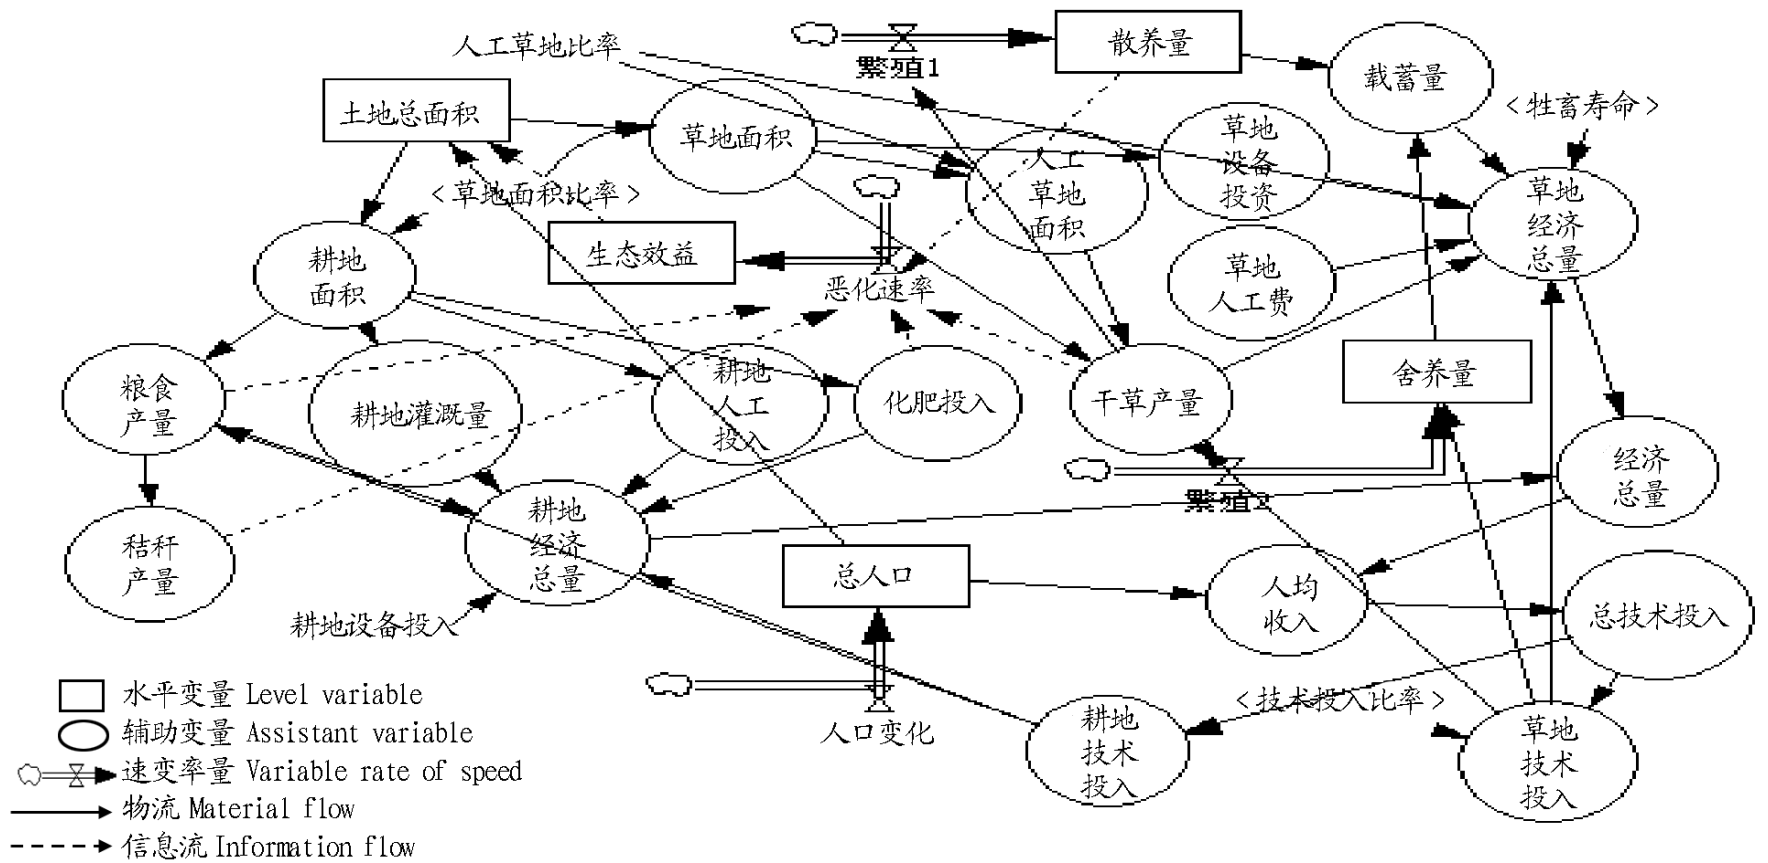 人工草地比率
繁殖1
散养量
载蓄量
<牲畜寿命>
土地总面积
草地面积
草地
设备
投资
人工
草地
面积
<草地面积比率>
草地
经济
总量
耕地
面积
生态效益
恶化速率
草地
人工费
粮食
产量
耕地灌溉量
耕地
人工
投入
化肥投入
干草产量
舍养量
繁殖2
经济
总量
秸秆
产量
耕地
经济
总量
耕地设备投入
总人口
人均
收入
总技术投入
人口变化
<技术投入比率>
耕地
技术
投入
草地
技术
投入
水平变量 Level variable
辅助变量 Assistant variable
速变率量 Variable rate of speed
物流 Material flow
信息流 Information flow